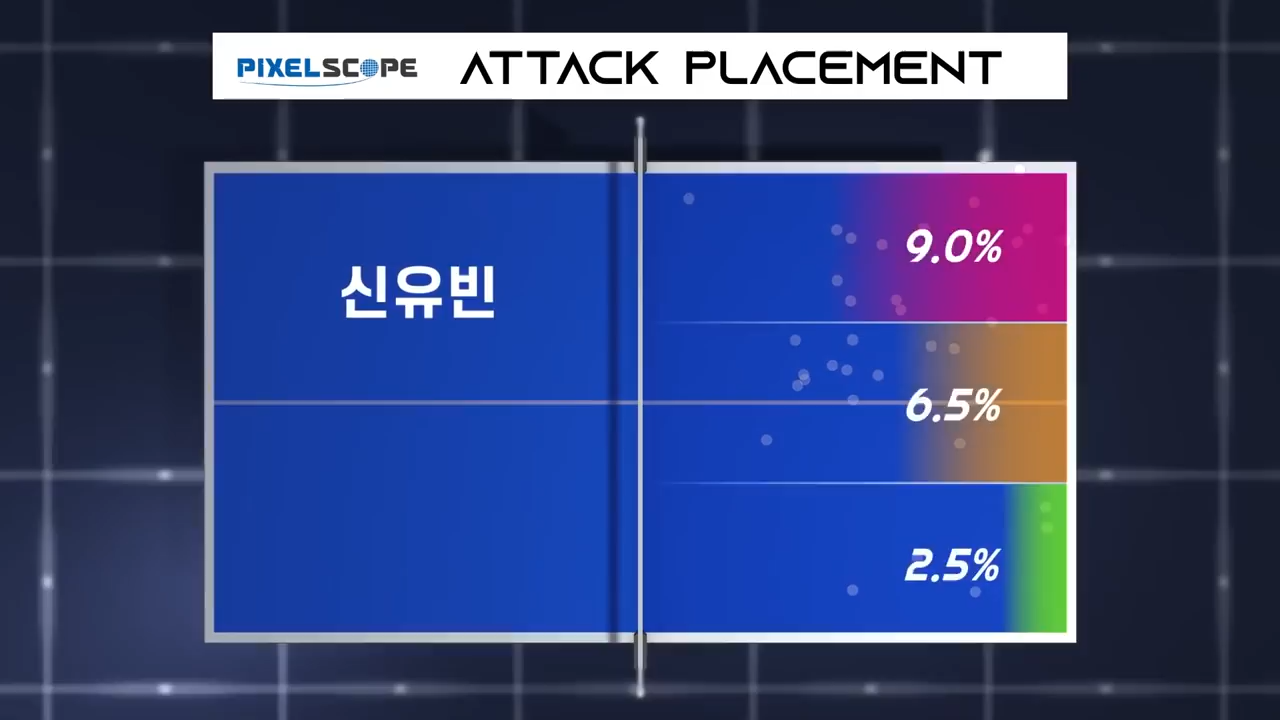 PIXELSCOPE ATTACK PLACEMENT
신유빈
9.0%
6.5%
2.5%